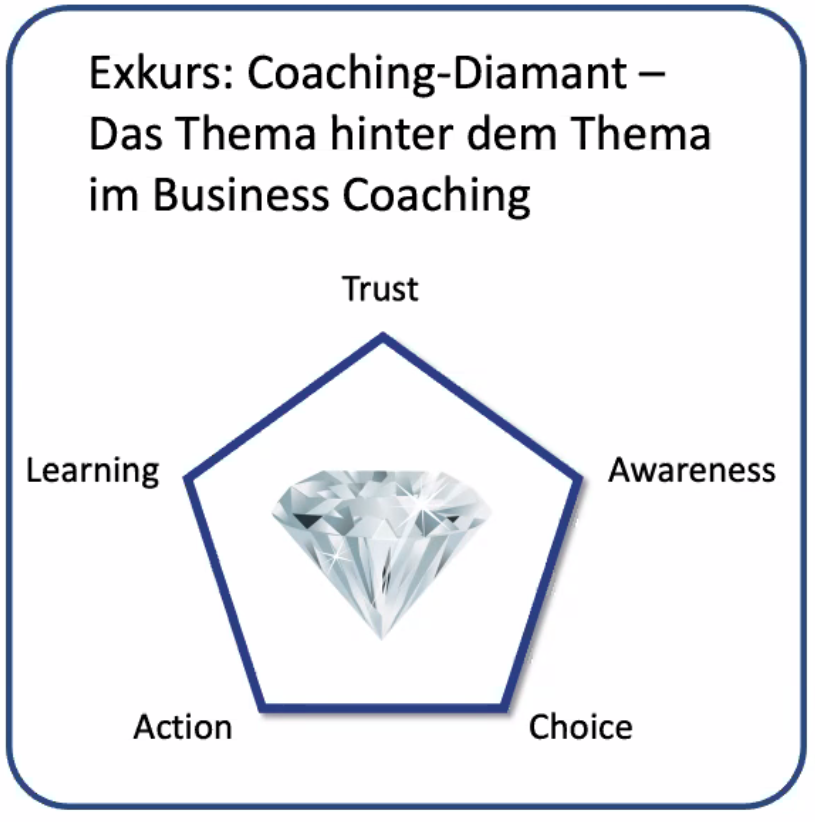 Exkurs: Coaching-Diamant –
Das Thema hinter dem Thema
im Business Coaching
Trust
Learning
Awareness
Action
Choice